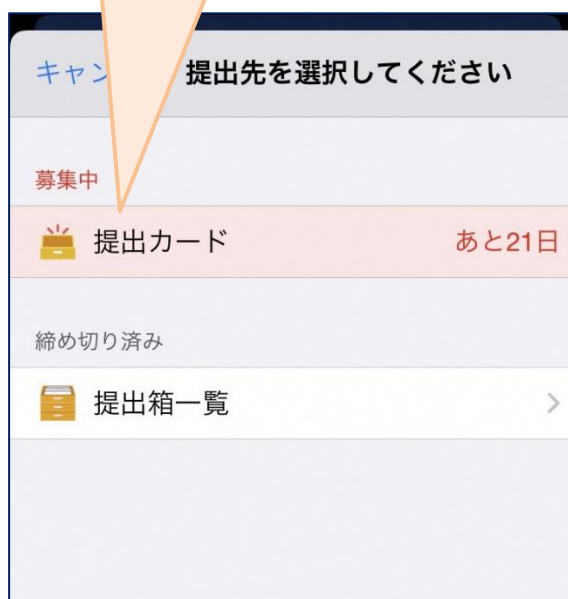 キャン
提出先を選択してください
募集中
提出カード
あと21日
締め切り済み
提出箱一覧